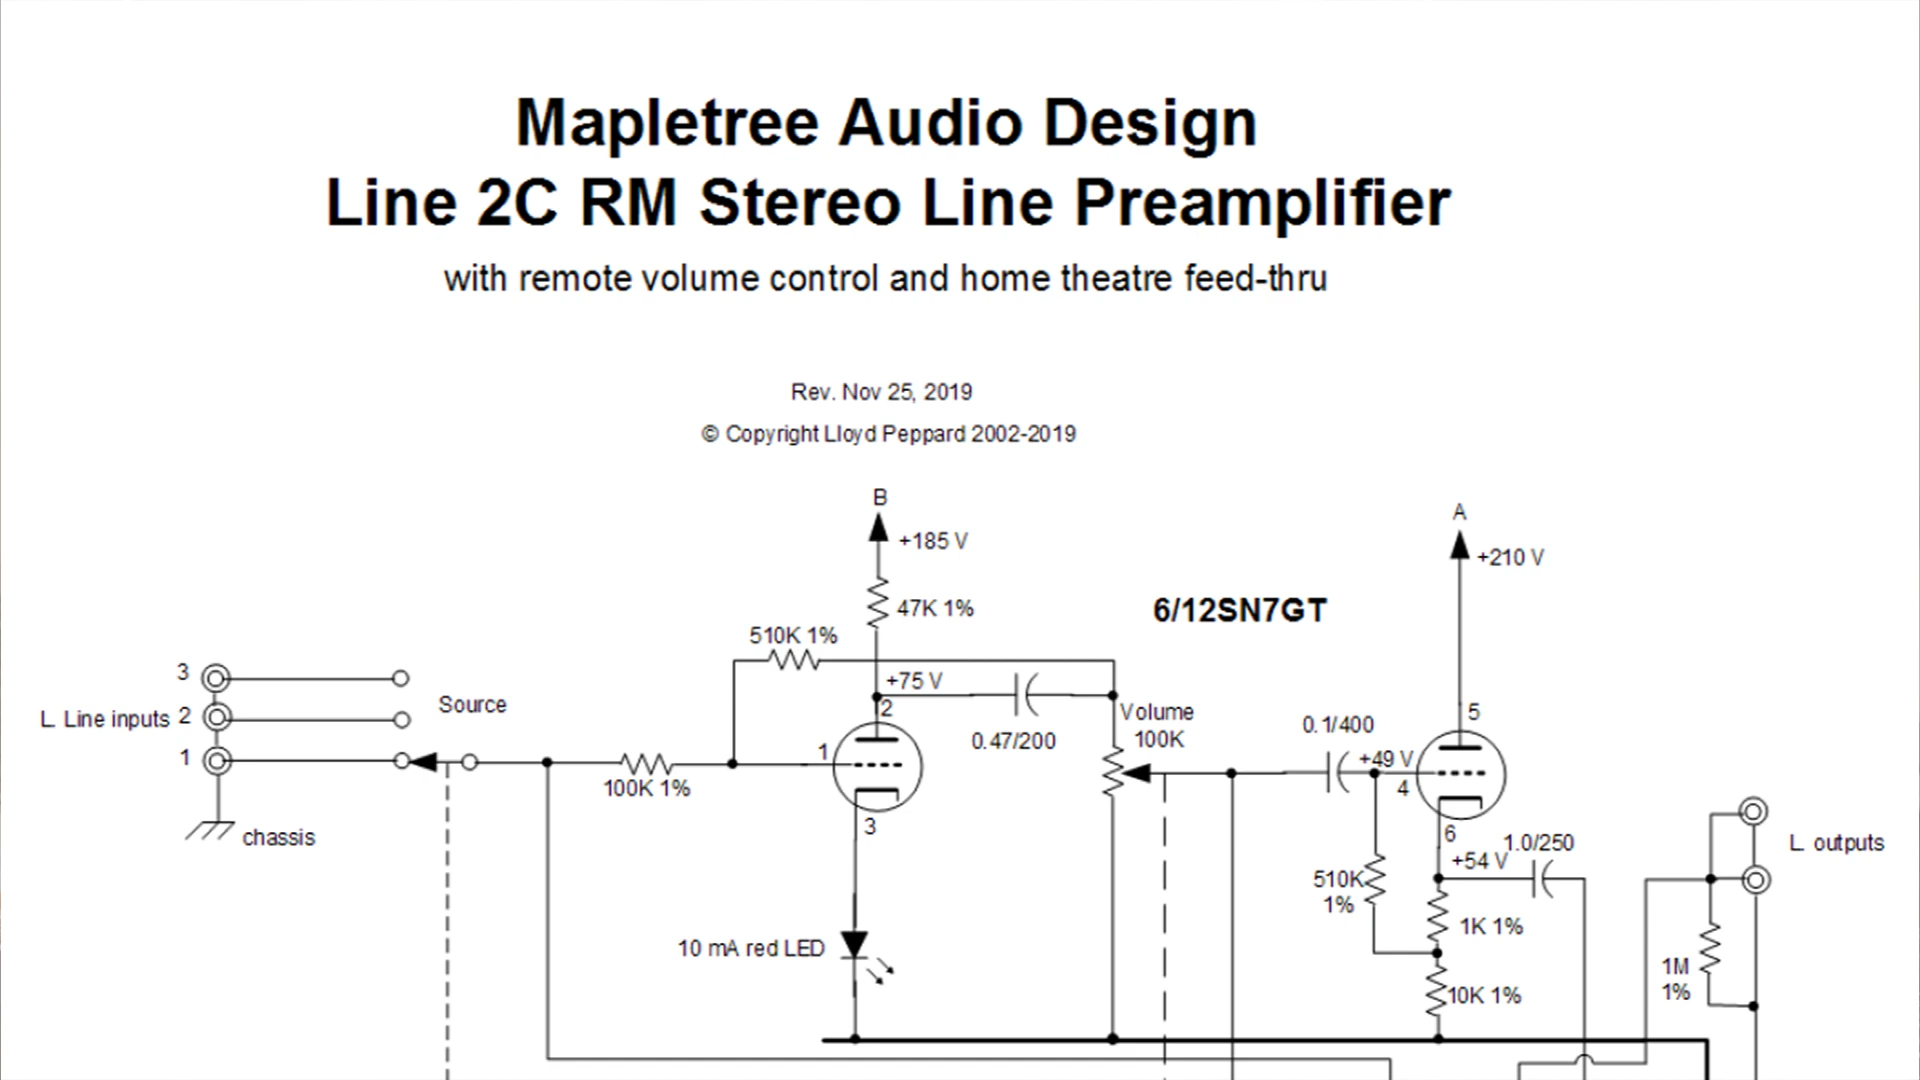 Mapletree Audio Design
Line 2C RM Stereo Line Preamplifier
with remote volume control and home theatre feed-thru
Rev. Nov 25, 2019
© Copyright Lloyd Peppard 2002-2019
B
+185 V
A
+210 V
47K 1%
6/12SN7GT
510K 1%
+75 V
2
3
Source
L. Line inputs 2
1
100K 1%
1
3
0.47/200
Volume
100K
0.1/400
+49 V
4
5
6
1.0/250
+54 V
chassis
L. outputs
510K
1%
1K 1%
10 mA red LED
1M
1%
10K 1%